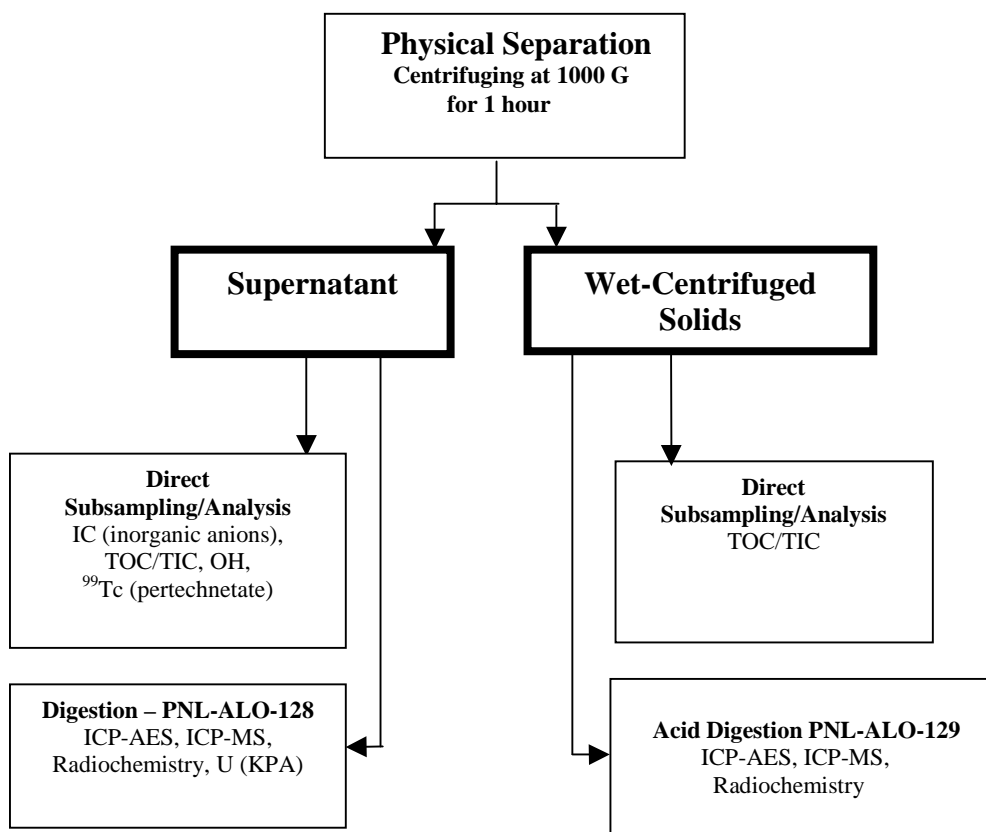 Physical Separation
Centrifuging at 1000 G
for 1 hour
Supernatant
Wet-Centrifuged
Solids
Direct
Subsampling/Analysis
IC (inorganic anions),
TOC/TIC, OH,
⁹⁹Tc (pertechnetate)
Direct
Subsampling/Analysis
TOC/TIC
Digestion – PNL-ALO-128
ICP-AES, ICP-MS,
Radiochemistry, U (KPA)
Acid Digestion PNL-ALO-129
ICP-AES, ICP-MS,
Radiochemistry